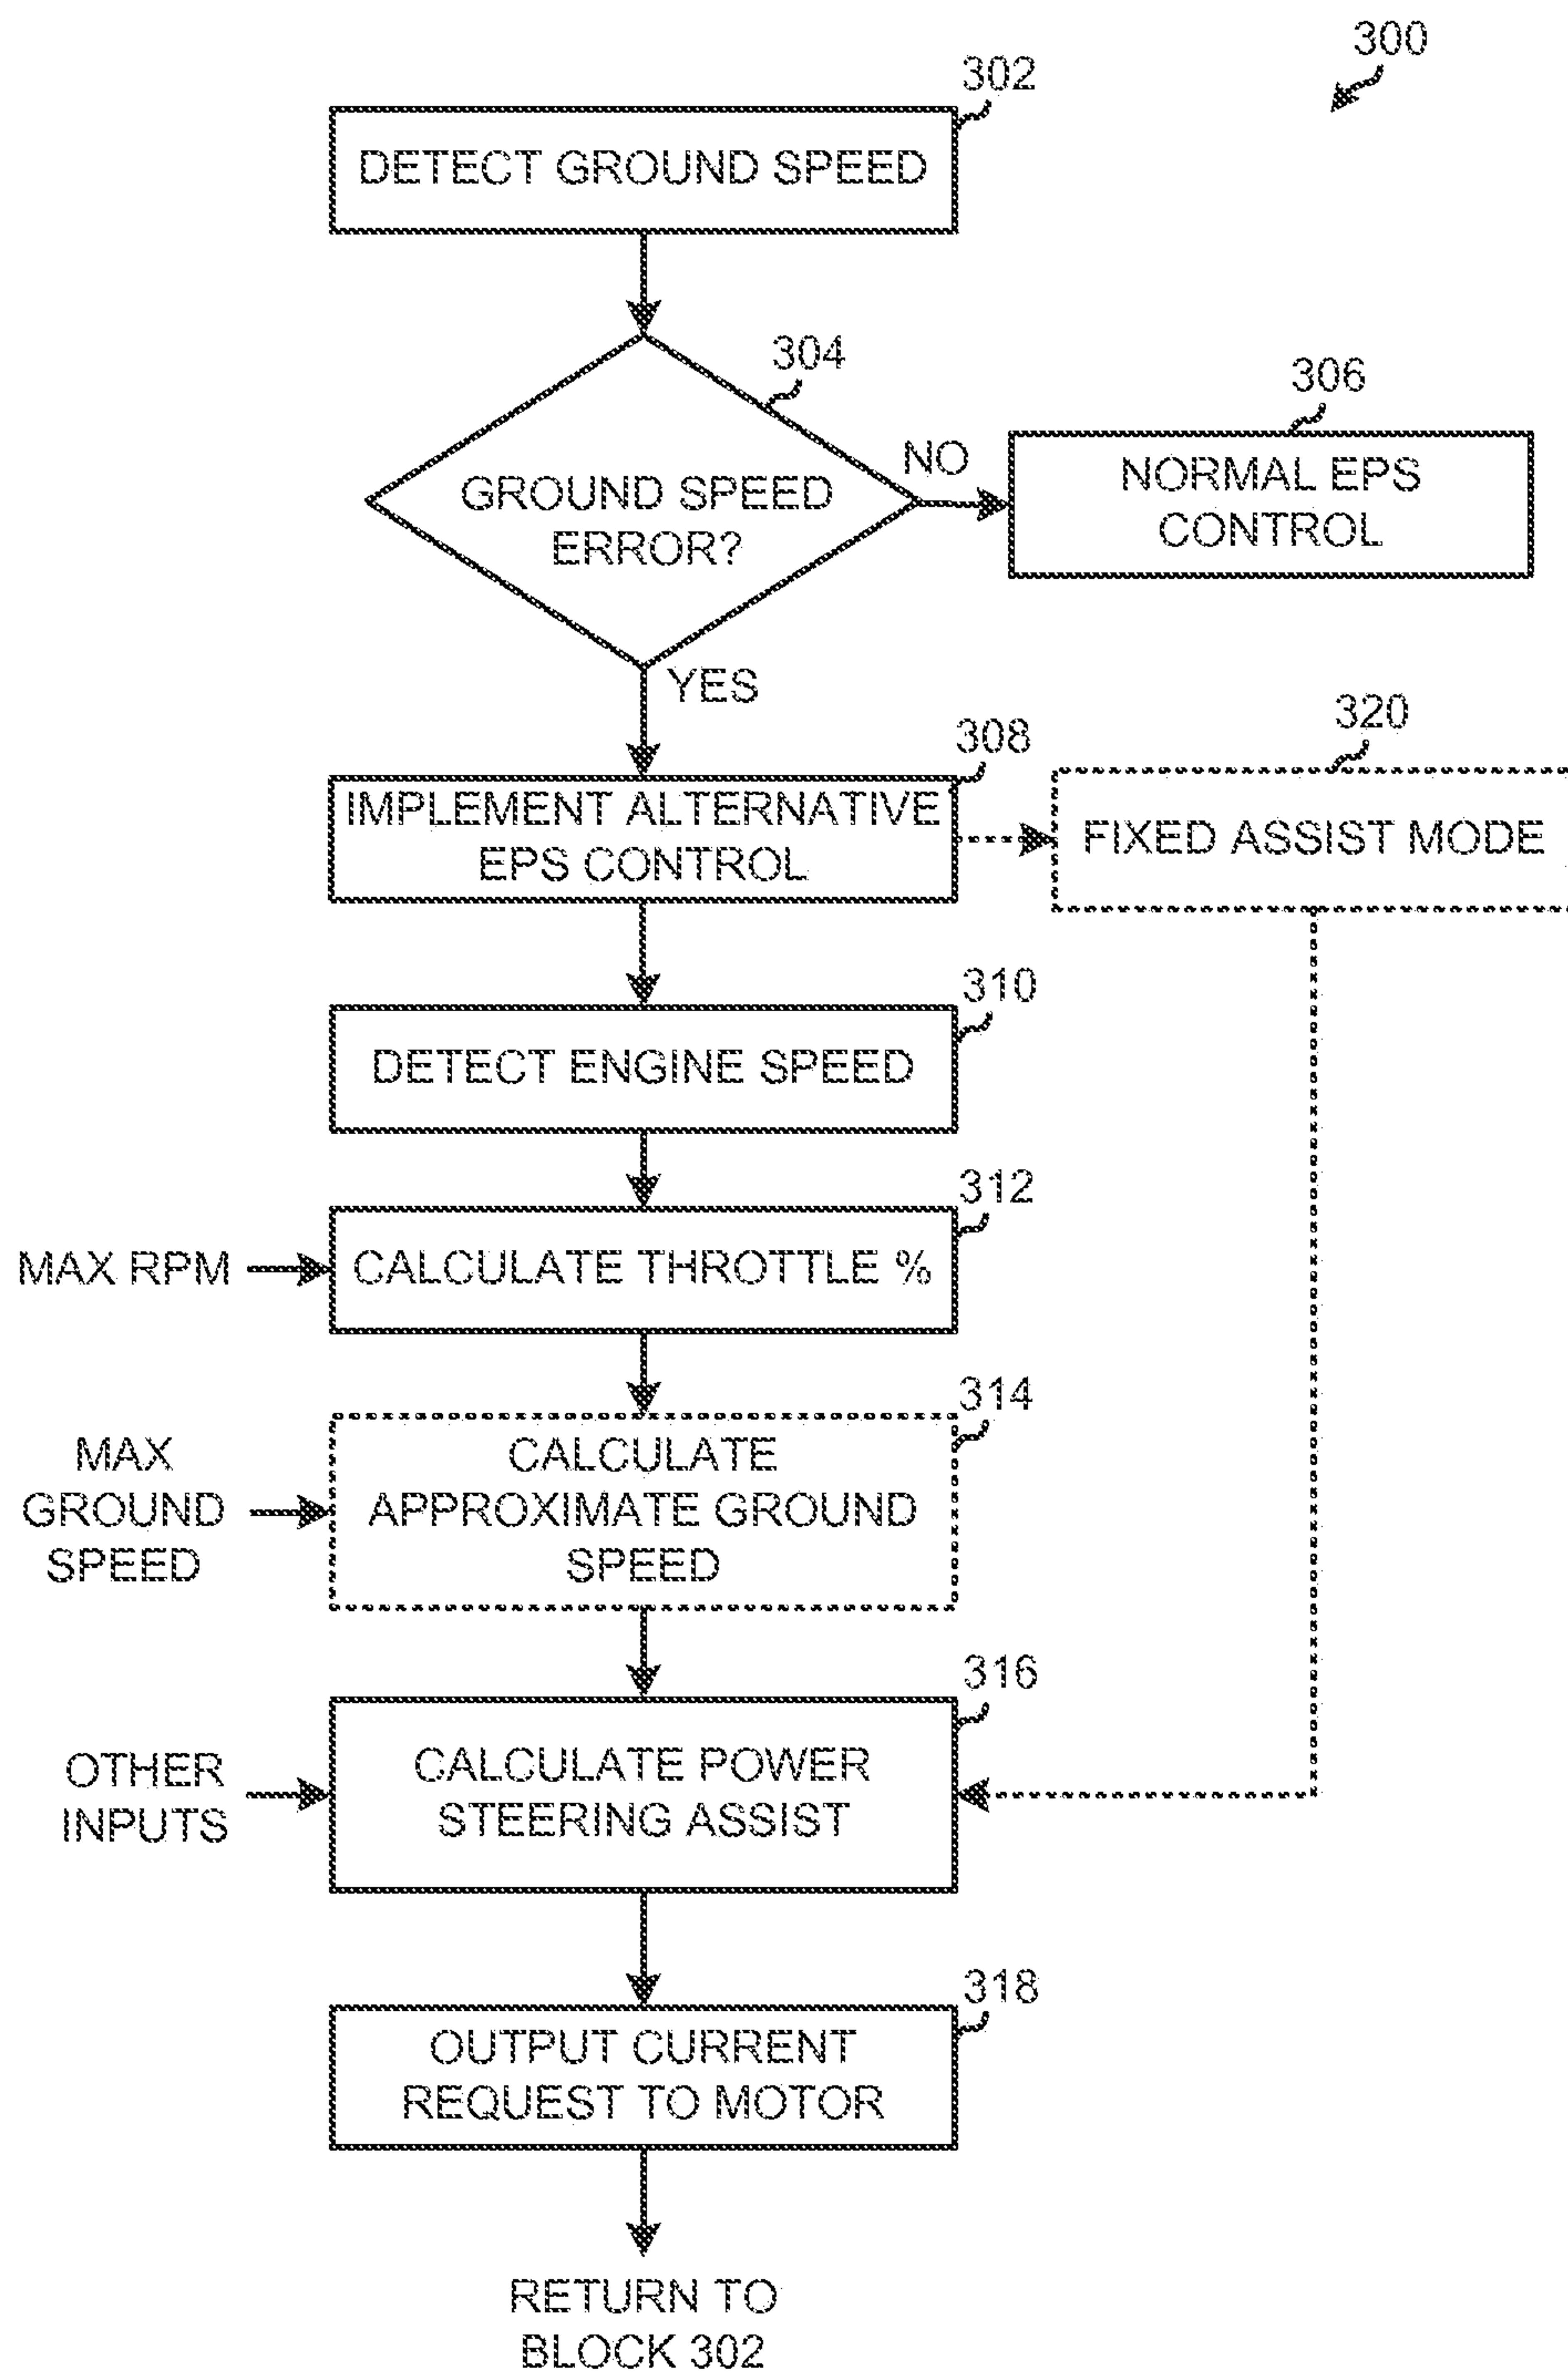 300
302
DETECT GROUND SPEED
304
GROUND SPEED
ERROR?
NO
306
NORMAL EPS
CONTROL
YES
308
IMPLEMENT ALTERNATIVE
EPS CONTROL
320
FIXED ASSIST MODE
310
DETECT ENGINE SPEED
312
MAX RPM
CALCULATE THROTTLE %
314
MAX
GROUND
SPEED
CALCULATE
APPROXIMATE GROUND
SPEED
316
OTHER
INPUTS
CALCULATE POWER
STEERING ASSIST
318
OUTPUT CURRENT
REQUEST TO MOTOR
RETURN TO
BLOCK 302